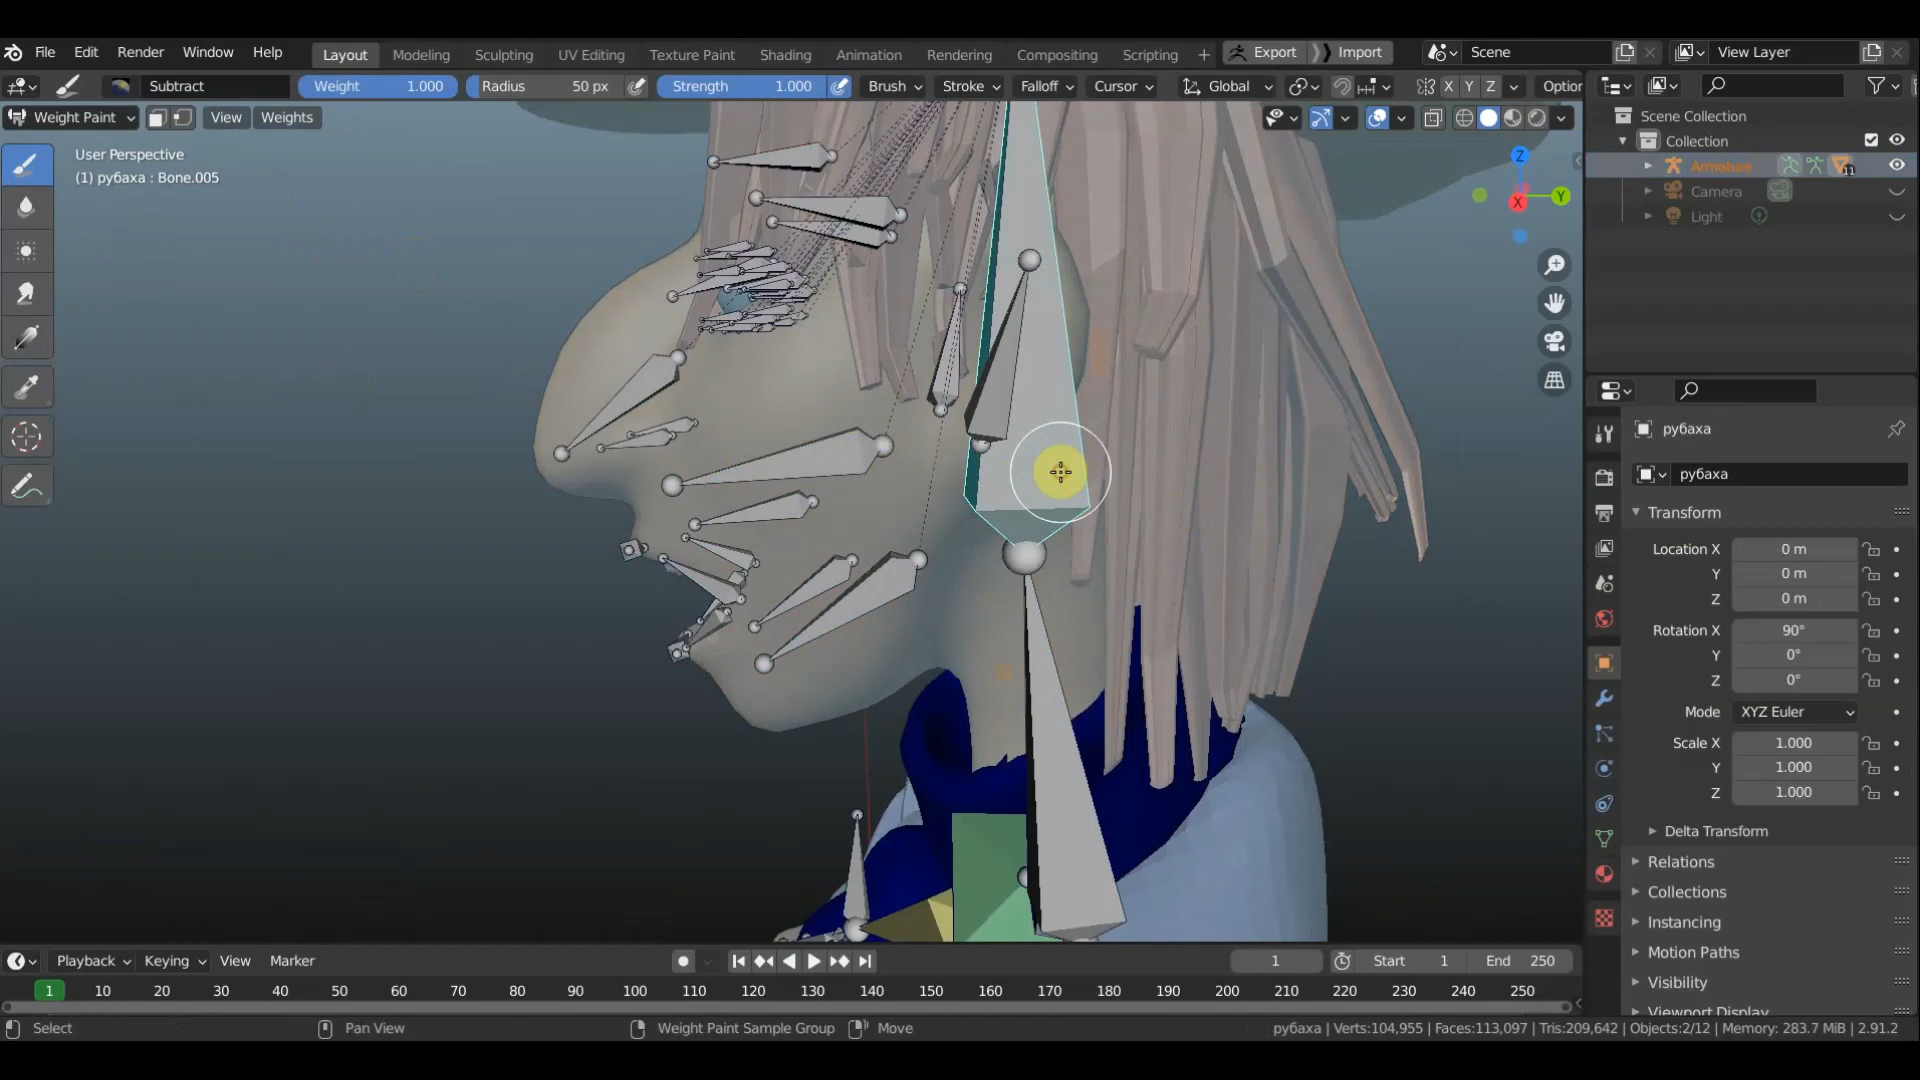 File Edit Render Window Help Layout Modeling Sculpting UV Editing Texture Paint Shading Animation Rendering Compositing Scripting + Export Import Scene View Layer
Subtract Weight 1.000 Radius 50 px Strength 1.000 Brush Stroke Falloff Cursor Global X Y Z Optior
Weight Paint View Weights
User Perspective
(1) рубаха : Bone.005
Z
Y
X
Scene Collection
Collection
Armature 11
Camera
Light
рубаха
рубаха
Transform
Location X 0 m
Y 0 m
Z 0 m
Rotation X 90°
Y 0°
Z 0°
Mode XYZ Euler
Scale X 1.000
Y 1.000
Z 1.000
Delta Transform
Relations
Collections
Instancing
Motion Paths
Visibility
Viewport Display
Playback Keying View Marker 1 Start 1 End 250
1 10 20 30 40 50 60 70 80 90 100 110 120 130 140 150 160 170 180 190 200 210 220 230 240 250
Select Pan View Weight Paint Sample Group Move рубаха | Verts:104,955 | Faces:113,097 | Tris:209,642 | Objects:2/12 | Memory: 283.7 MiB | 2.91.2